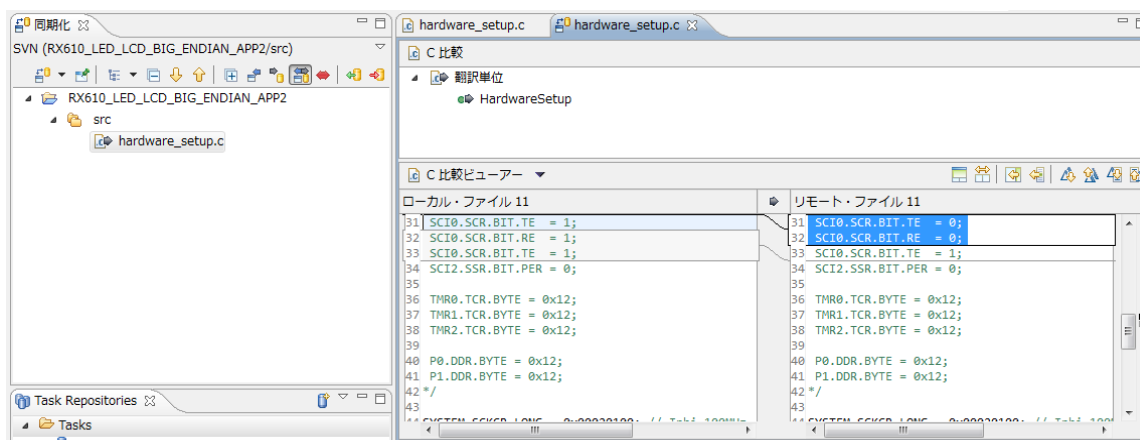 同期化
SVN (RX610_LED_LCD_BIG_ENDIAN_APP2/src)
RX610_LED_LCD_BIG_ENDIAN_APP2
src
hardware_setup.c
Task Repositories
Tasks
hardware_setup.c
hardware_setup.c
C 比較
翻訳単位
HardwareSetup
C 比較ビューアー
ローカル・ファイル 11
31 SCI0.SCR.BIT.TE  = 1;
32 SCI0.SCR.BIT.RE  = 1;
33 SCI0.SCR.BIT.TE  = 1;
34 SCI2.SSR.BIT.PER = 0;
35
36 TMR0.TCR.BYTE = 0x12;
37 TMR1.TCR.BYTE = 0x12;
38 TMR2.TCR.BYTE = 0x12;
39
40 P0.DDR.BYTE = 0x12;
41 P1.DDR.BYTE = 0x12;
42 */
43
リモート・ファイル 11
31 SCI0.SCR.BIT.TE  = 0;
32 SCI0.SCR.BIT.RE  = 0;
33 SCI0.SCR.BIT.TE  = 1;
34 SCI2.SSR.BIT.PER = 0;
35
36 TMR0.TCR.BYTE = 0x12;
37 TMR1.TCR.BYTE = 0x12;
38 TMR2.TCR.BYTE = 0x12;
39
40 P0.DDR.BYTE = 0x12;
41 P1.DDR.BYTE = 0x12;
42 */
43